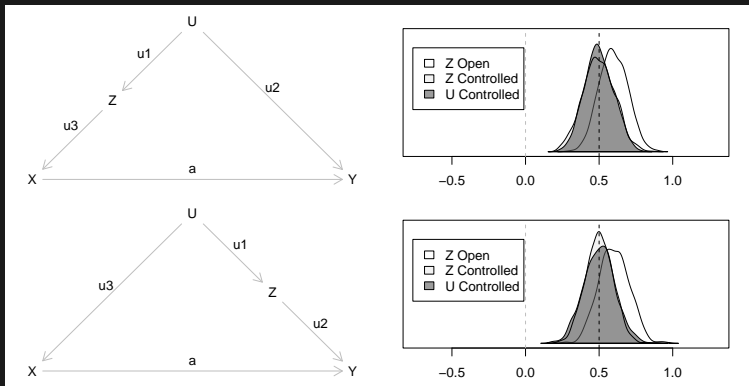 U
u1
u2
Z
u3
a
X
Y
Z Open
Z Controlled
U Controlled
−0.5
0.0
0.5
1.0
U
u1
u3
Z
u2
a
X
Y
Z Open
Z Controlled
U Controlled
−0.5
0.0
0.5
1.0